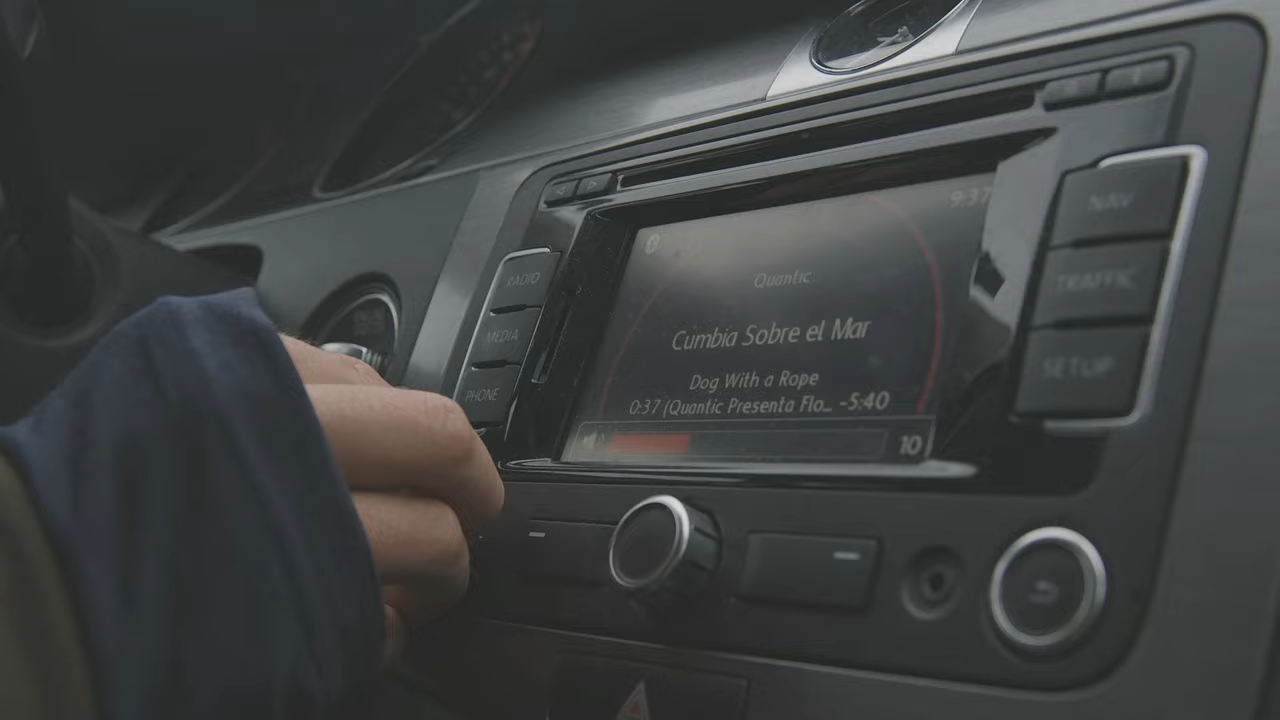 9:37
RADIO
MEDIA
PHONE
Quantic
Cumbia Sobre el Mar
Dog With a Rope
0:37 (Quantic Presenta Flo... -5:40
10
NAV
TRAFFIC
SETUP